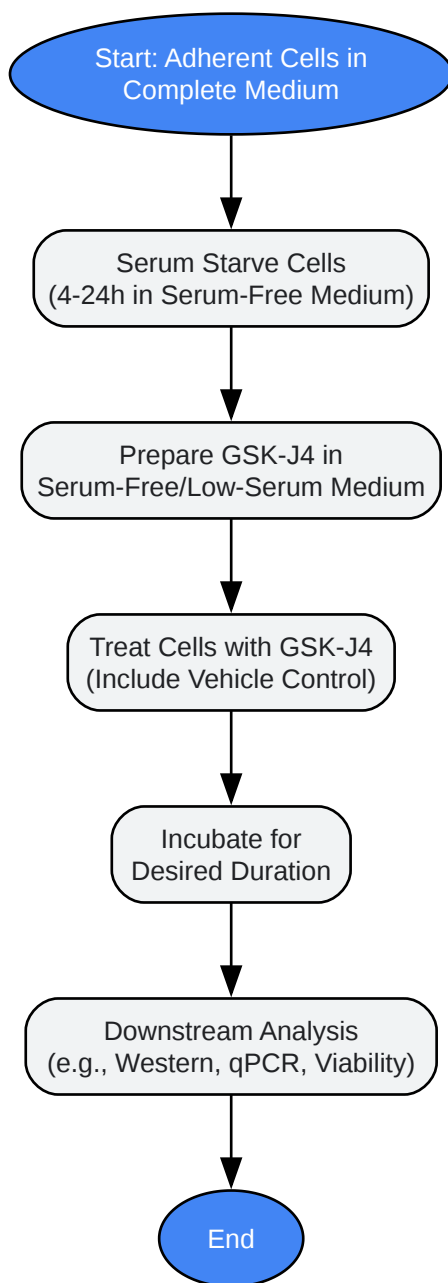 Start: Adherent Cells in
Complete Medium
Serum Starve Cells
(4-24h in Serum-Free Medium)
Prepare GSK-J4 in
Serum-Free/Low-Serum Medium
Treat Cells with GSK-J4
(Include Vehicle Control)
Incubate for
Desired Duration
Downstream Analysis
(e.g., Western, qPCR, Viability)
End